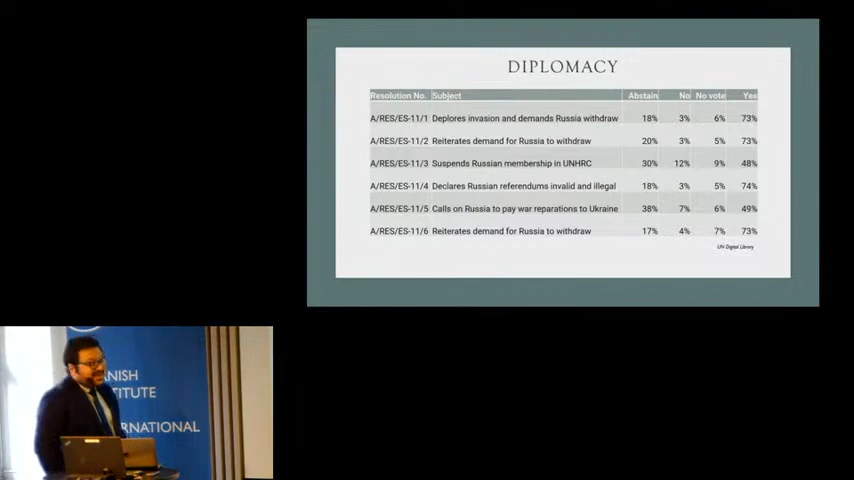 DIPLOMACY
Resolution No. Subject Abstain No No vote Yes
A/RES/ES-11/1 Deplores invasion and demands Russia withdraw 18% 3% 6% 73%
A/RES/ES-11/2 Reiterates demand for Russia to withdraw 20% 3% 5% 73%
A/RES/ES-11/3 Suspends Russian membership in UNHRC 30% 12% 9% 48%
A/RES/ES-11/4 Declares Russian referendums invalid and illegal 18% 3% 5% 74%
A/RES/ES-11/5 Calls on Russia to pay war reparations to Ukraine 38% 7% 6% 49%
A/RES/ES-11/6 Reiterates demand for Russia to withdraw 17% 4% 7% 73%
UN Digital Library
ANISH
TITUTE
RNATIONAL